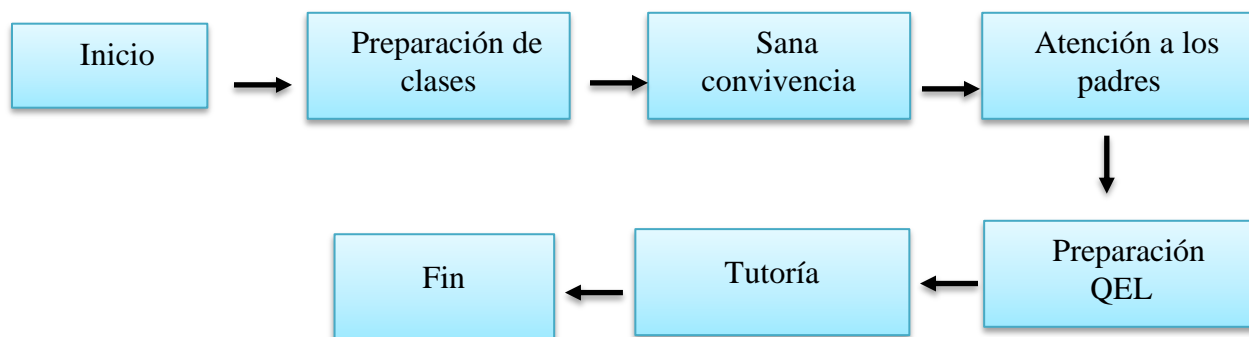 Inicio
Preparación de
clases
Sana
convivencia
Atención a los
padres
Preparación
QEL
Tutoría
Fin